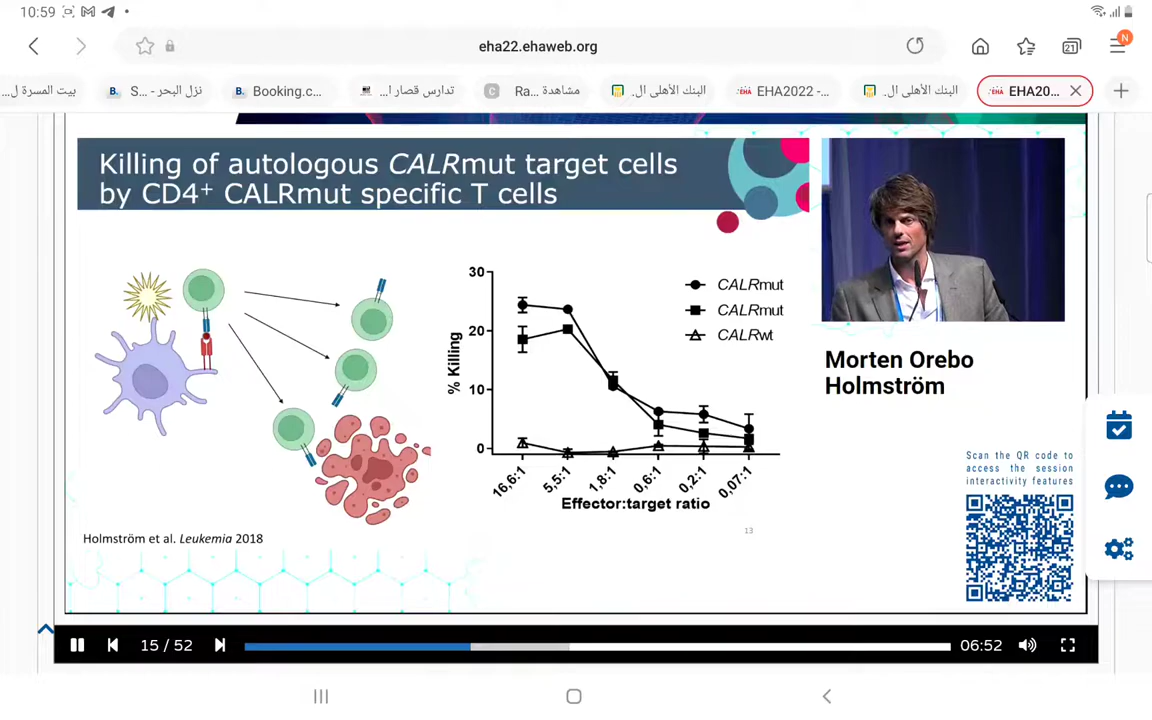 10:59
eha22.ehaweb.org
21
N
بيت المسرة ل...
نزل البحر - ...S
Booking.c...
تدارس قصار ا...
مشاهدة Ra...
البنك الأهلي ال.
EHA2022 -...
البنك الأهلي ال.
EHA20...
Killing of autologous CALRmut target cells
by CD4⁺ CALRmut specific T cells
30
20
10
0
% Killing
CALRmut
CALRmut
CALRwt
16,6:1
5,5:1
1,8:1
0,6:1
0,2:1
0,07:1
Effector:target ratio
13
Holmström et al. Leukemia 2018
Morten Orebo
Holmström
Scan the QR code to
access the session
interactivity features
15 / 52
06:52